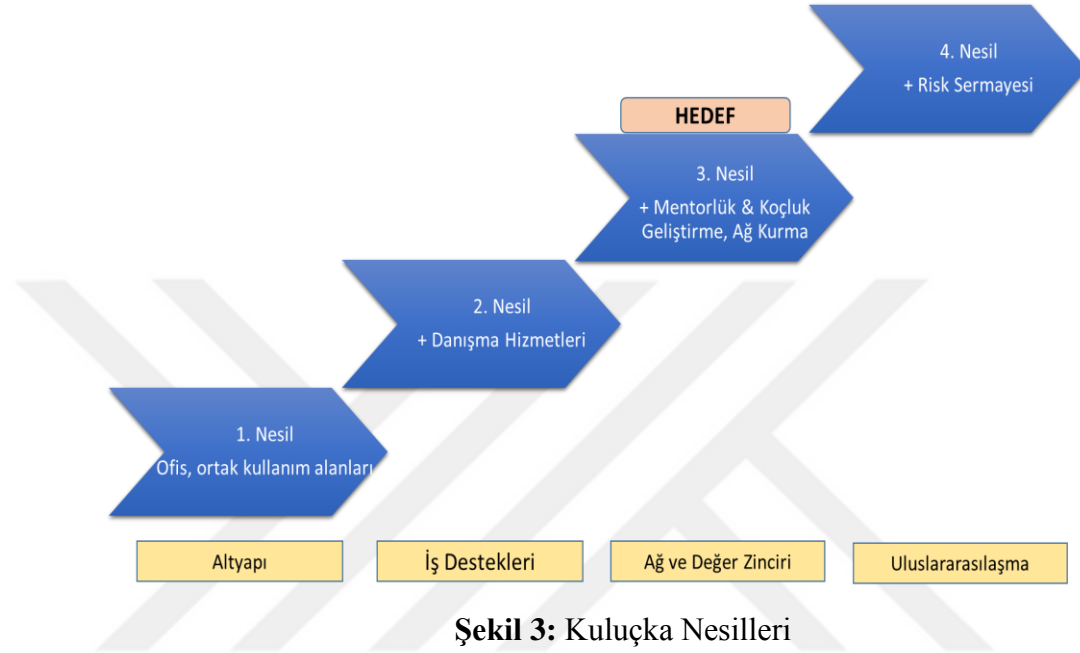 4. Nesil
+ Risk Sermayesi
HEDEF
3. Nesil
+ Mentorlük & Koçluk
Geliştirme, Ağ Kurma
2. Nesil
+ Danışma Hizmetleri
1. Nesil
Ofis, ortak kullanım alanları
Altyapı
İş Destekleri
Ağ ve Değer Zinciri
Uluslararasılaşma
Şekil 3: Kuluçka Nesilleri